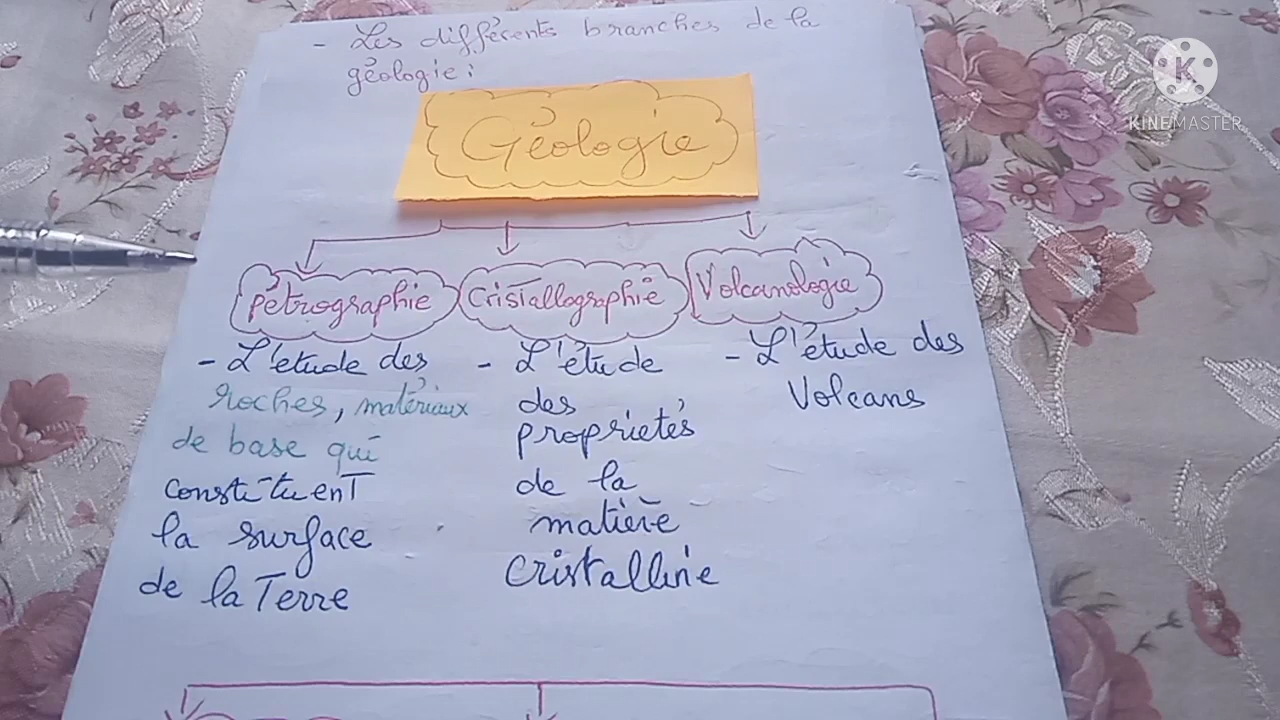 - Les différents branches de la
géologie :
Géologie
Pétrographie Cristallographie Volcanologie
- L'étude des
roches, matériaux
de base qui
constituent
la surface
de la Terre
- L'étude
des
propriétés
de la
matière
cristalline
- L'étude des
Volcans
K
KINEMASTER